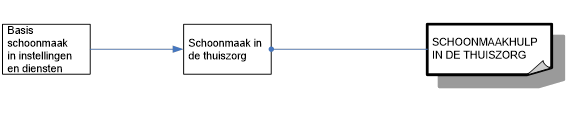 Basis
schoonmaak
in instellingen
en diensten
Schoonmaak in
de thuiszorg
SCHOONMAAKHULP
IN DE THUISZORG